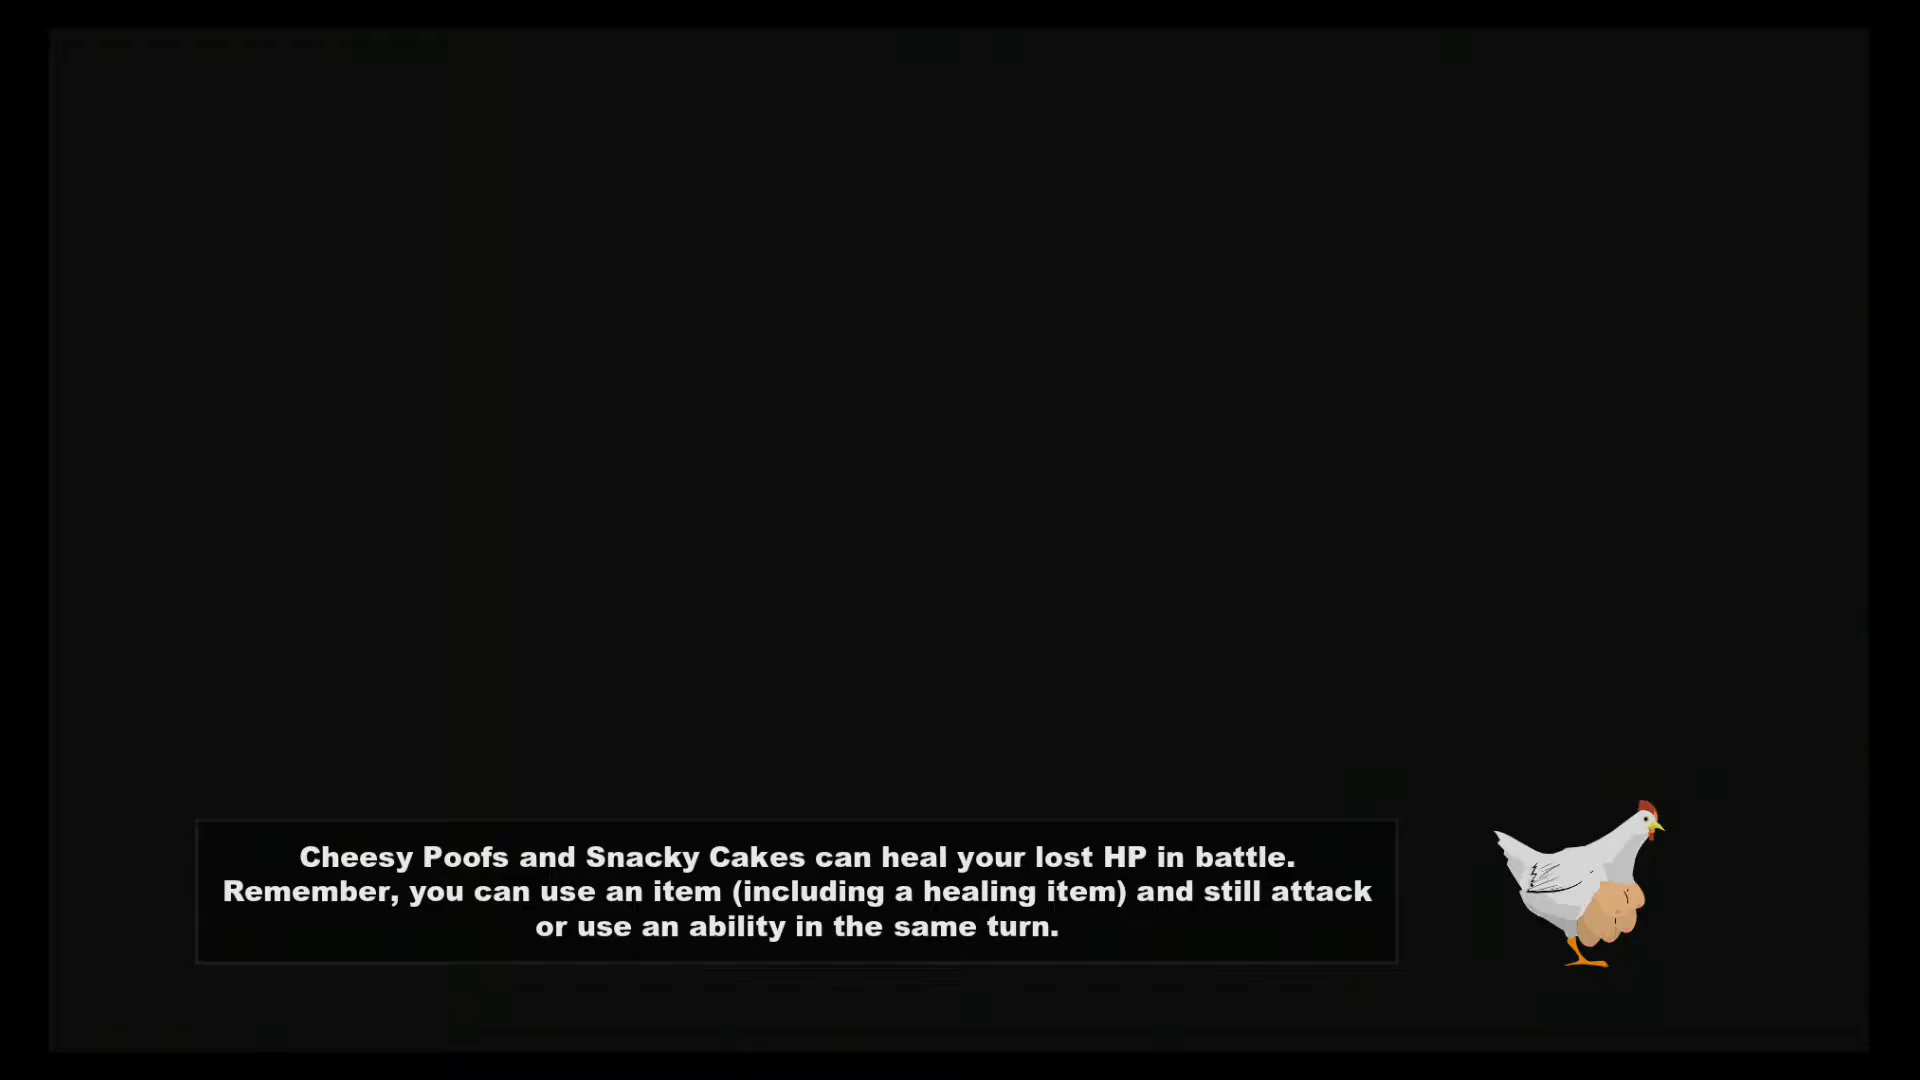 Cheesy Poofs and Snacky Cakes can heal your lost HP in battle.
Remember, you can use an item (including a healing item) and still attack
or use an ability in the same turn.